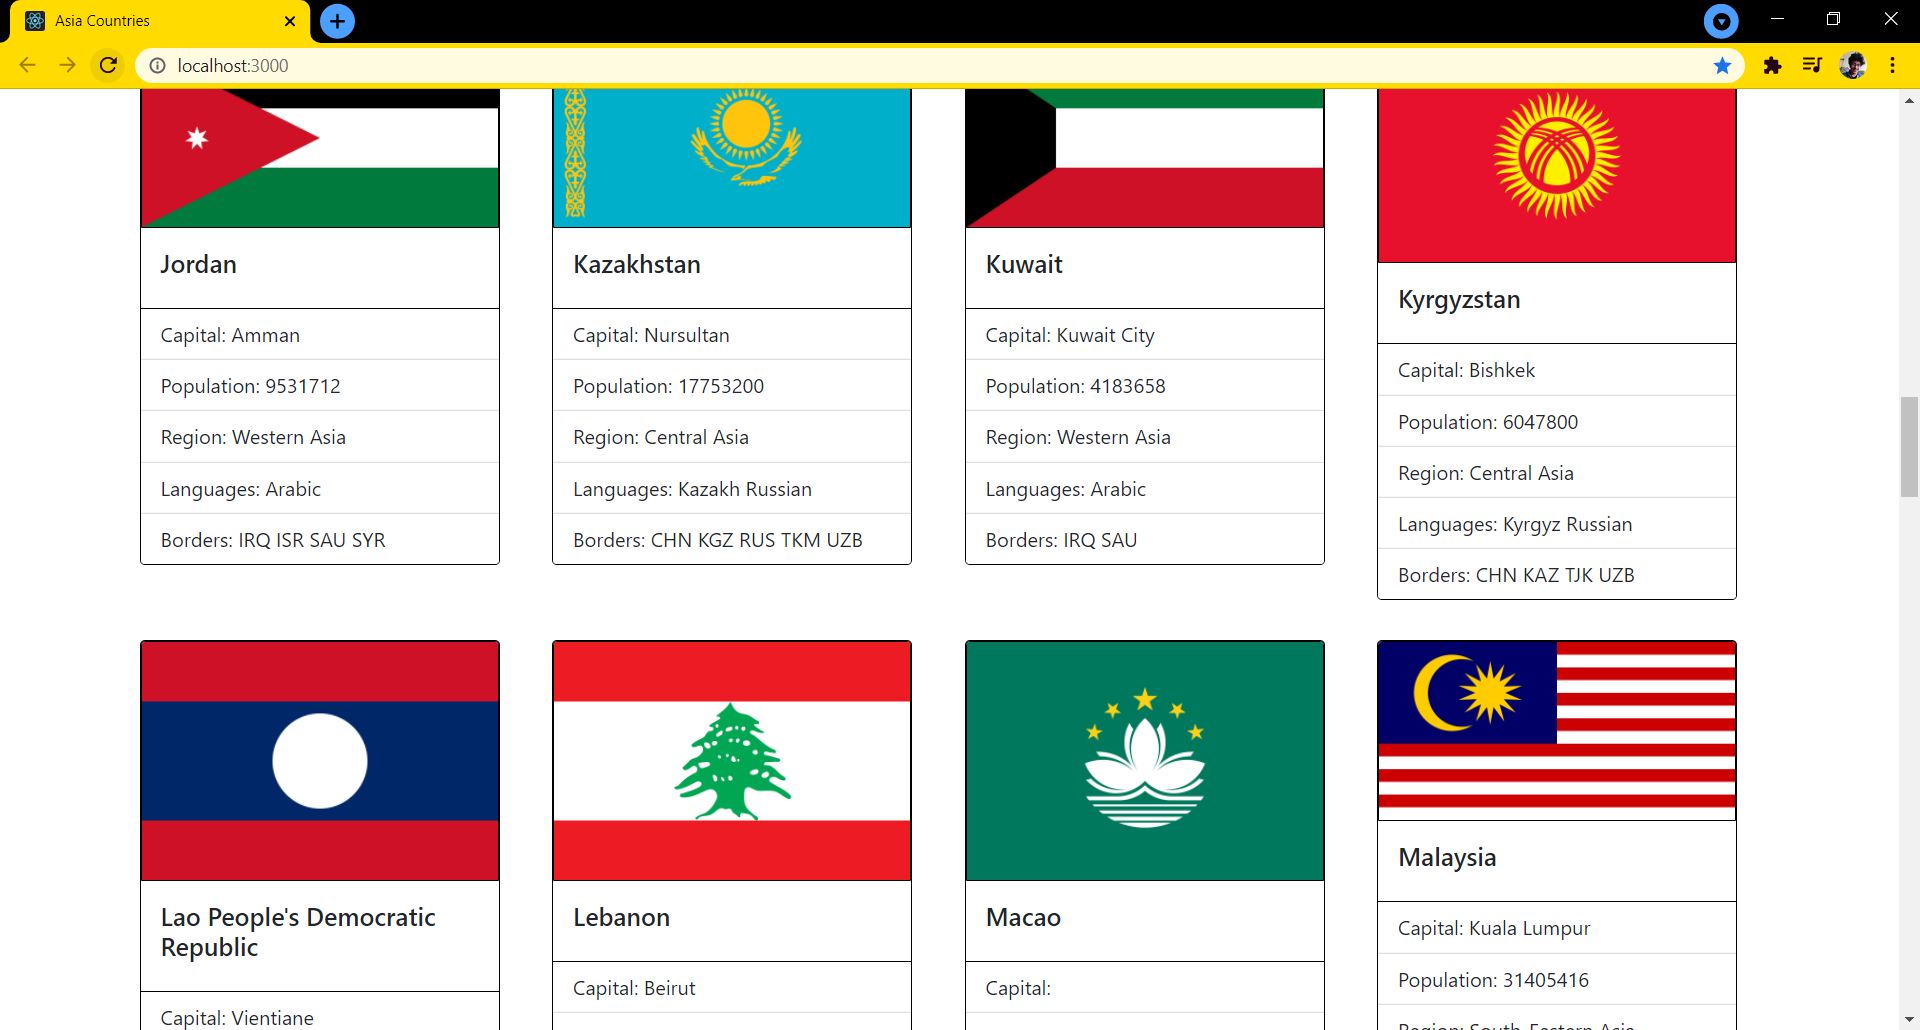 Asia Countries
localhost:3000
Jordan
Capital: Amman
Population: 9531712
Region: Western Asia
Languages: Arabic
Borders: IRQ ISR SAU SYR
Kazakhstan
Capital: Nursultan
Population: 17753200
Region: Central Asia
Languages: Kazakh Russian
Borders: CHN KGZ RUS TKM UZB
Kuwait
Capital: Kuwait City
Population: 4183658
Region: Western Asia
Languages: Arabic
Borders: IRQ SAU
Kyrgyzstan
Capital: Bishkek
Population: 6047800
Region: Central Asia
Languages: Kyrgyz Russian
Borders: CHN KAZ TJK UZB
Lao People's Democratic
Republic
Capital: Vientiane
Lebanon
Capital: Beirut
Macao
Capital:
Malaysia
Capital: Kuala Lumpur
Population: 31405416
Region: South-Eastern Asia